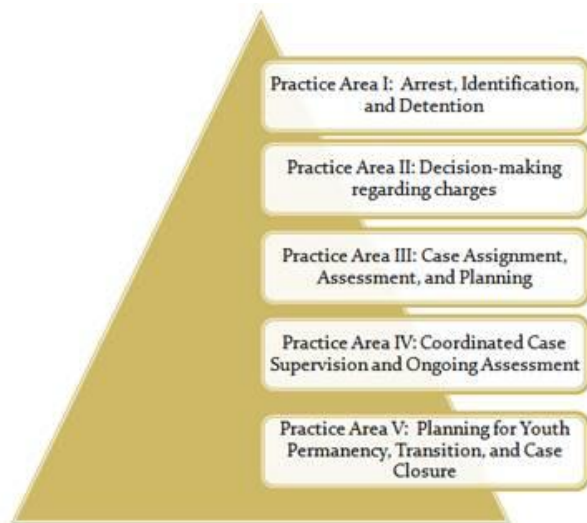 Practice Area I: Arrest, Identification,
and Detention
Practice Area II: Decision-making
regarding charges
Practice Area III: Case Assignment,
Assessment, and Planning
Practice Area IV: Coordinated Case
Supervision and Ongoing Assessment
Practice Area V: Planning for Youth
Permanency, Transition, and Case
Closure